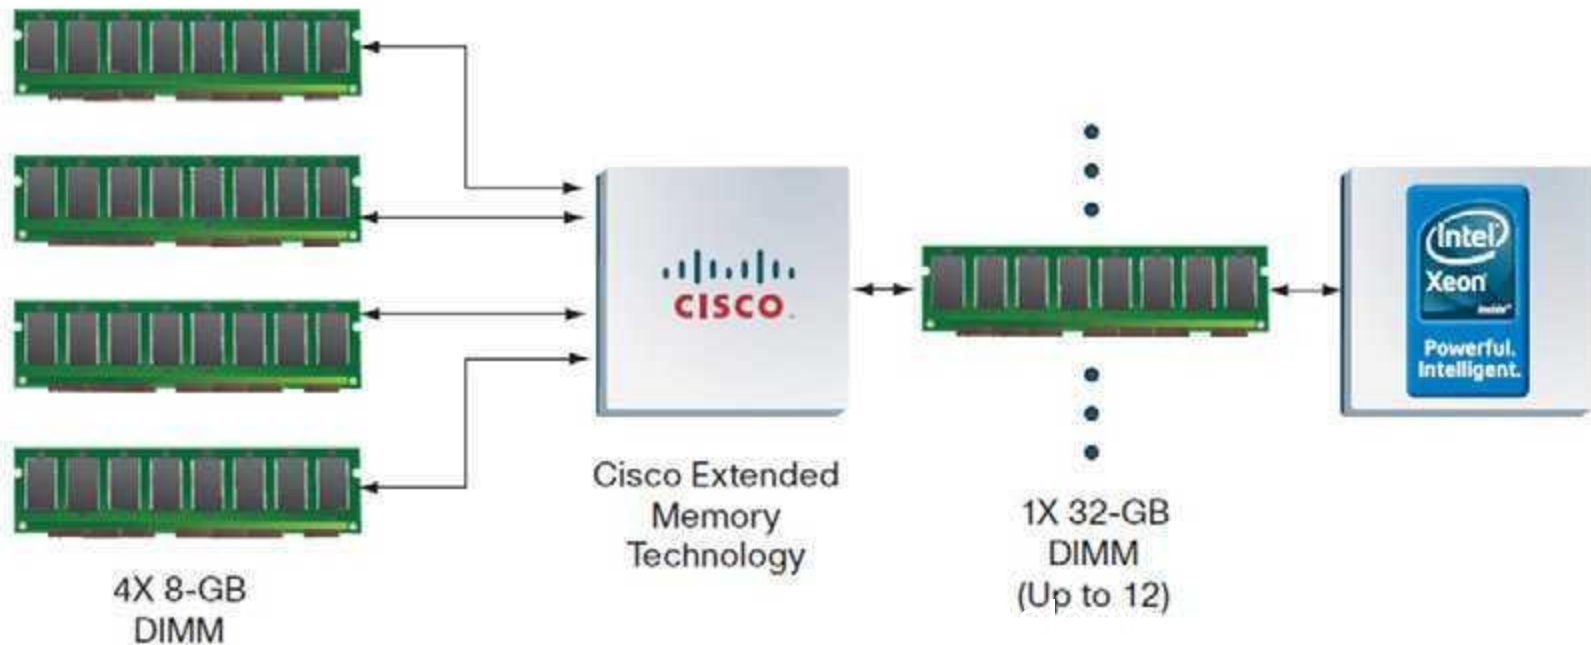 4X 8-GB
DIMM
CISCO
Cisco Extended
Memory
Technology
1X 32-GB
DIMM
(Up to 12)
Intel
Xeon
inside
Powerful.
Intelligent.